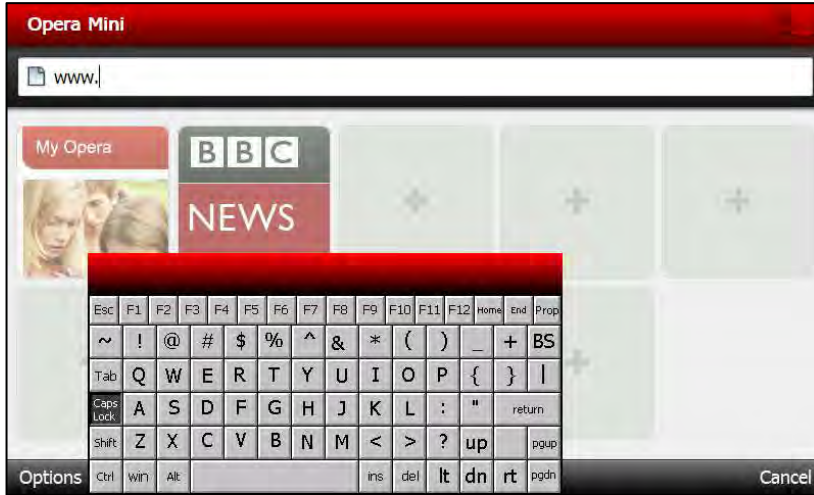 Opera Mini
www.
My Opera
BBC
NEWS
Esc F1 F2 F3 F4 F5 F6 F7 F8 F9 F10 F11 F12 Home End Prop
~ ! @ # $ % ^ & * ( ) _ + BS
Tab Q W E R T Y U I O P { } |
Caps Lock A S D F G H J K L : " return
Shift Z X C V B N M < > ? up pgup
Ctrl win Alt ins del lt dn rt pgdn
Options Cancel